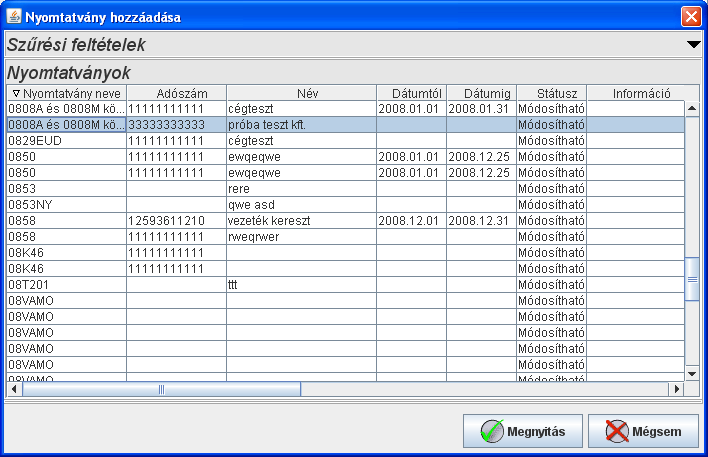 Nyomtatvány hozzáadása
Szűrési feltételek
Nyomtatványok
Nyomtatvány neve Adószám Név Dátumtól Dátumig Státusz Információ
0808A és 0808M kö... 11111111111 cégteszt 2008.01.01 2008.01.31 Módosítható
0808A és 0808M kö... 33333333333 próba teszt kft. Módosítható
0829EUD 11111111111 cégteszt Módosítható
0850 11111111111 ewqeqwe 2008.01.01 2008.12.25 Módosítható
0850 11111111111 ewqeqwe 2008.01.01 2008.12.25 Módosítható
0853 rere Módosítható
0853NY qwe asd Módosítható
0858 12593611210 vezeték kereszt 2008.12.01 2008.12.31 Módosítható
0858 11111111111 rweqrwer Módosítható
08K46 11111111111 Módosítható
08K46 11111111111 Módosítható
08T201 ttt Módosítható
08VAMO Módosítható
08VAMO Módosítható
08VAMO Módosítható
08VAMO Módosítható
08VAMO Módosítható
08VAMO Módosítható
Megnyitás Mégsem